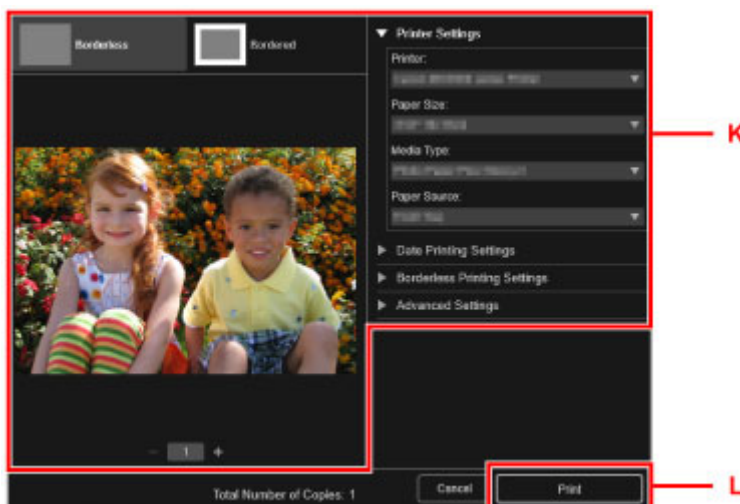 Borderless
Bordered
Printer Settings
Printer:
Paper Size:
Media Type:
Paper Source:
Date Printing Settings
Borderless Printing Settings
Advanced Settings
K
− 1 +
Total Number of Copies: 1
Cancel
Print
L